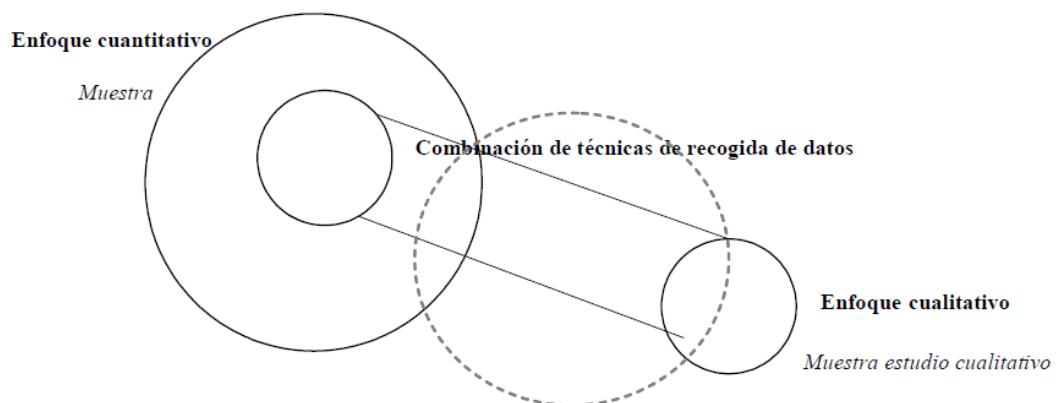 Enfoque cuantitativo
Muestra
Combinación de técnicas de recogida de datos
Enfoque cualitativo
Muestra estudio cualitativo